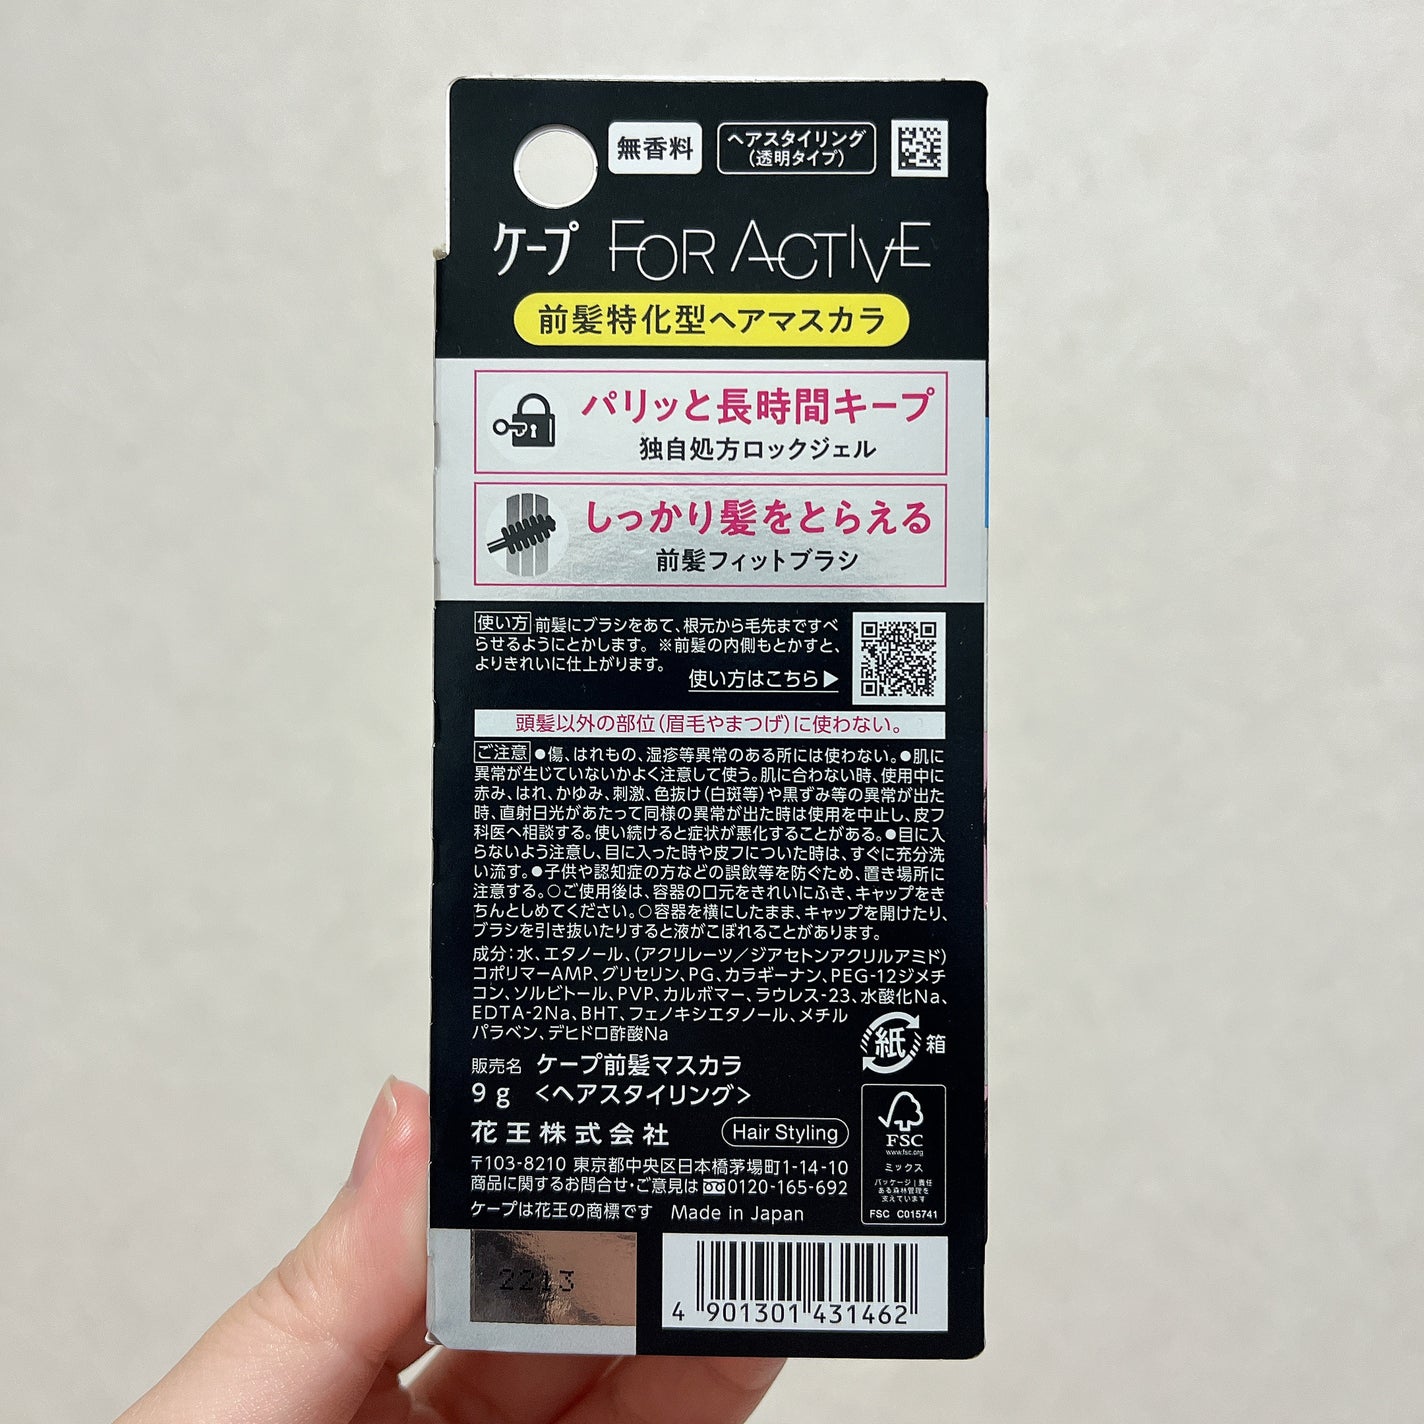 無香料
ヘアスタイリング
(透明タイプ)
ケープ FOR ACTIVE
前髪特化型ヘアマスカラ
パリッと長時間キープ
独自処方ロックジェル
しっかり髪をとらえる
前髪フィットブラシ
使い方 前髪にブラシをあて、根元から毛先まですべ
らせるようにとかします。※前髪の内側もとかすと、
よりきれいに仕上がります。
使い方はこちら▶
頭髪以外の部位(眉毛やまつげ)に使わない。
ご注意 ●傷、はれもの、湿疹等異常のある所には使わない。●肌に
異常が生じていないかよく注意して使う。肌に合わない時、使用中に
赤み、はれ、かゆみ、刺激、色抜け(白斑等)や黒ずみ等の異常が出た
時、直射日光があたって同様の異常が出た時は使用を中止し、皮フ
科医へ相談する。使い続けると症状が悪化することがある。●目に入
らないよう注意し、目に入った時や皮フについた時は、すぐに充分洗
い流す。●子供や認知症の方などの誤飲等を防ぐため、置き場所に
注意する。○ご使用後は、容器の口元をきれいにふき、キャップをき
ちんとしめてください。○容器を横にしたまま、キャップを開けたり、
ブラシを引き抜いたりすると液がこぼれることがあります。
成分:水、エタノール、(アクリレーツ/ジアセトンアクリルアミド)
コポリマーAMP、グリセリン、PG、カラギーナン、PEG-12ジメチ
コン、ソルビトール、PVP、カルボマー、ラウレス-23、水酸化Na、
EDTA-2Na、BHT、フェノキシエタノール、メチル
パラベン、デヒドロ酢酸Na
紙 箱
販売名 ケープ前髪マスカラ
9g <ヘアスタイリング>
花王株式会社 Hair Styling
〒103-8210 東京都中央区日本橋茅場町1-14-10
商品に関するお問合せ・ご意見は 0120-165-692
ケープは花王の商標です Made in Japan
FSC
www.fsc.org
ミックス
パッケージ|責任
ある森林管理を
支えています
FSC C015741
2213
4 901301 431462